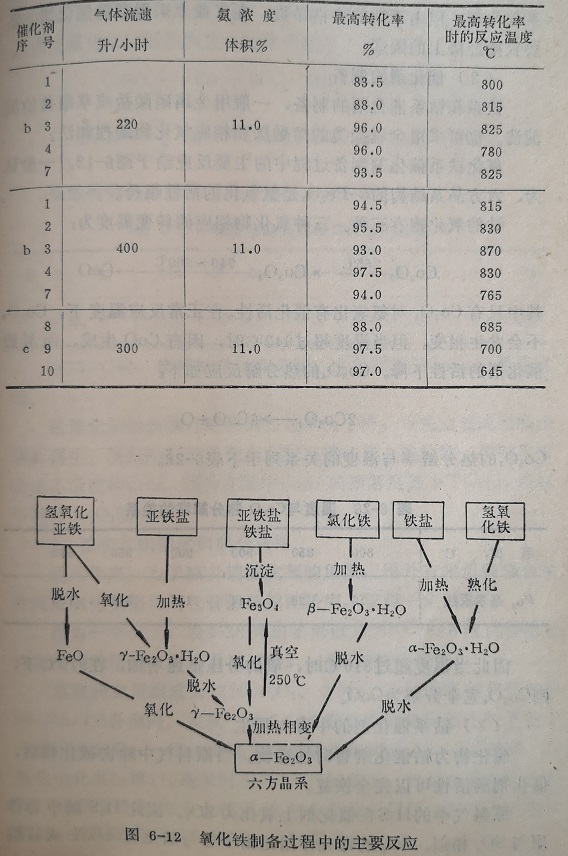 催化剂 序号 气体流速 升/小时 氨浓度 体积% 最高转化率 % 最高转化率时的反应温度 ℃
1 83.5 800
2 88.0 815
b 3 220 11.0 96.0 825
4 96.0 780
7 93.5 825
1 94.5 815
2 95.5 830
b 3 400 11.0 93.0 870
4 97.5 830
7 94.0 765
8 88.0 685
c 9 300 11.0 97.5 700
10 97.0 645
氢氧化亚铁 亚铁盐 亚铁盐铁盐 氯化铁 铁盐 氢氧化铁
脱水 氧化 加热 沉淀 加热 加热 熟化
Fe₃O₄ β—Fe₂O₃·H₂O
FeO γ-Fe₂O₃·H₂O 氧化 真空250℃ 脱水 α-Fe₂O₃·H₂O
脱水
氧化 γ—Fe₂O₃ 加热相变 脱水
α—Fe₂O₃
六方晶系
图 6-12 氧化铁制备过程中的主要反应